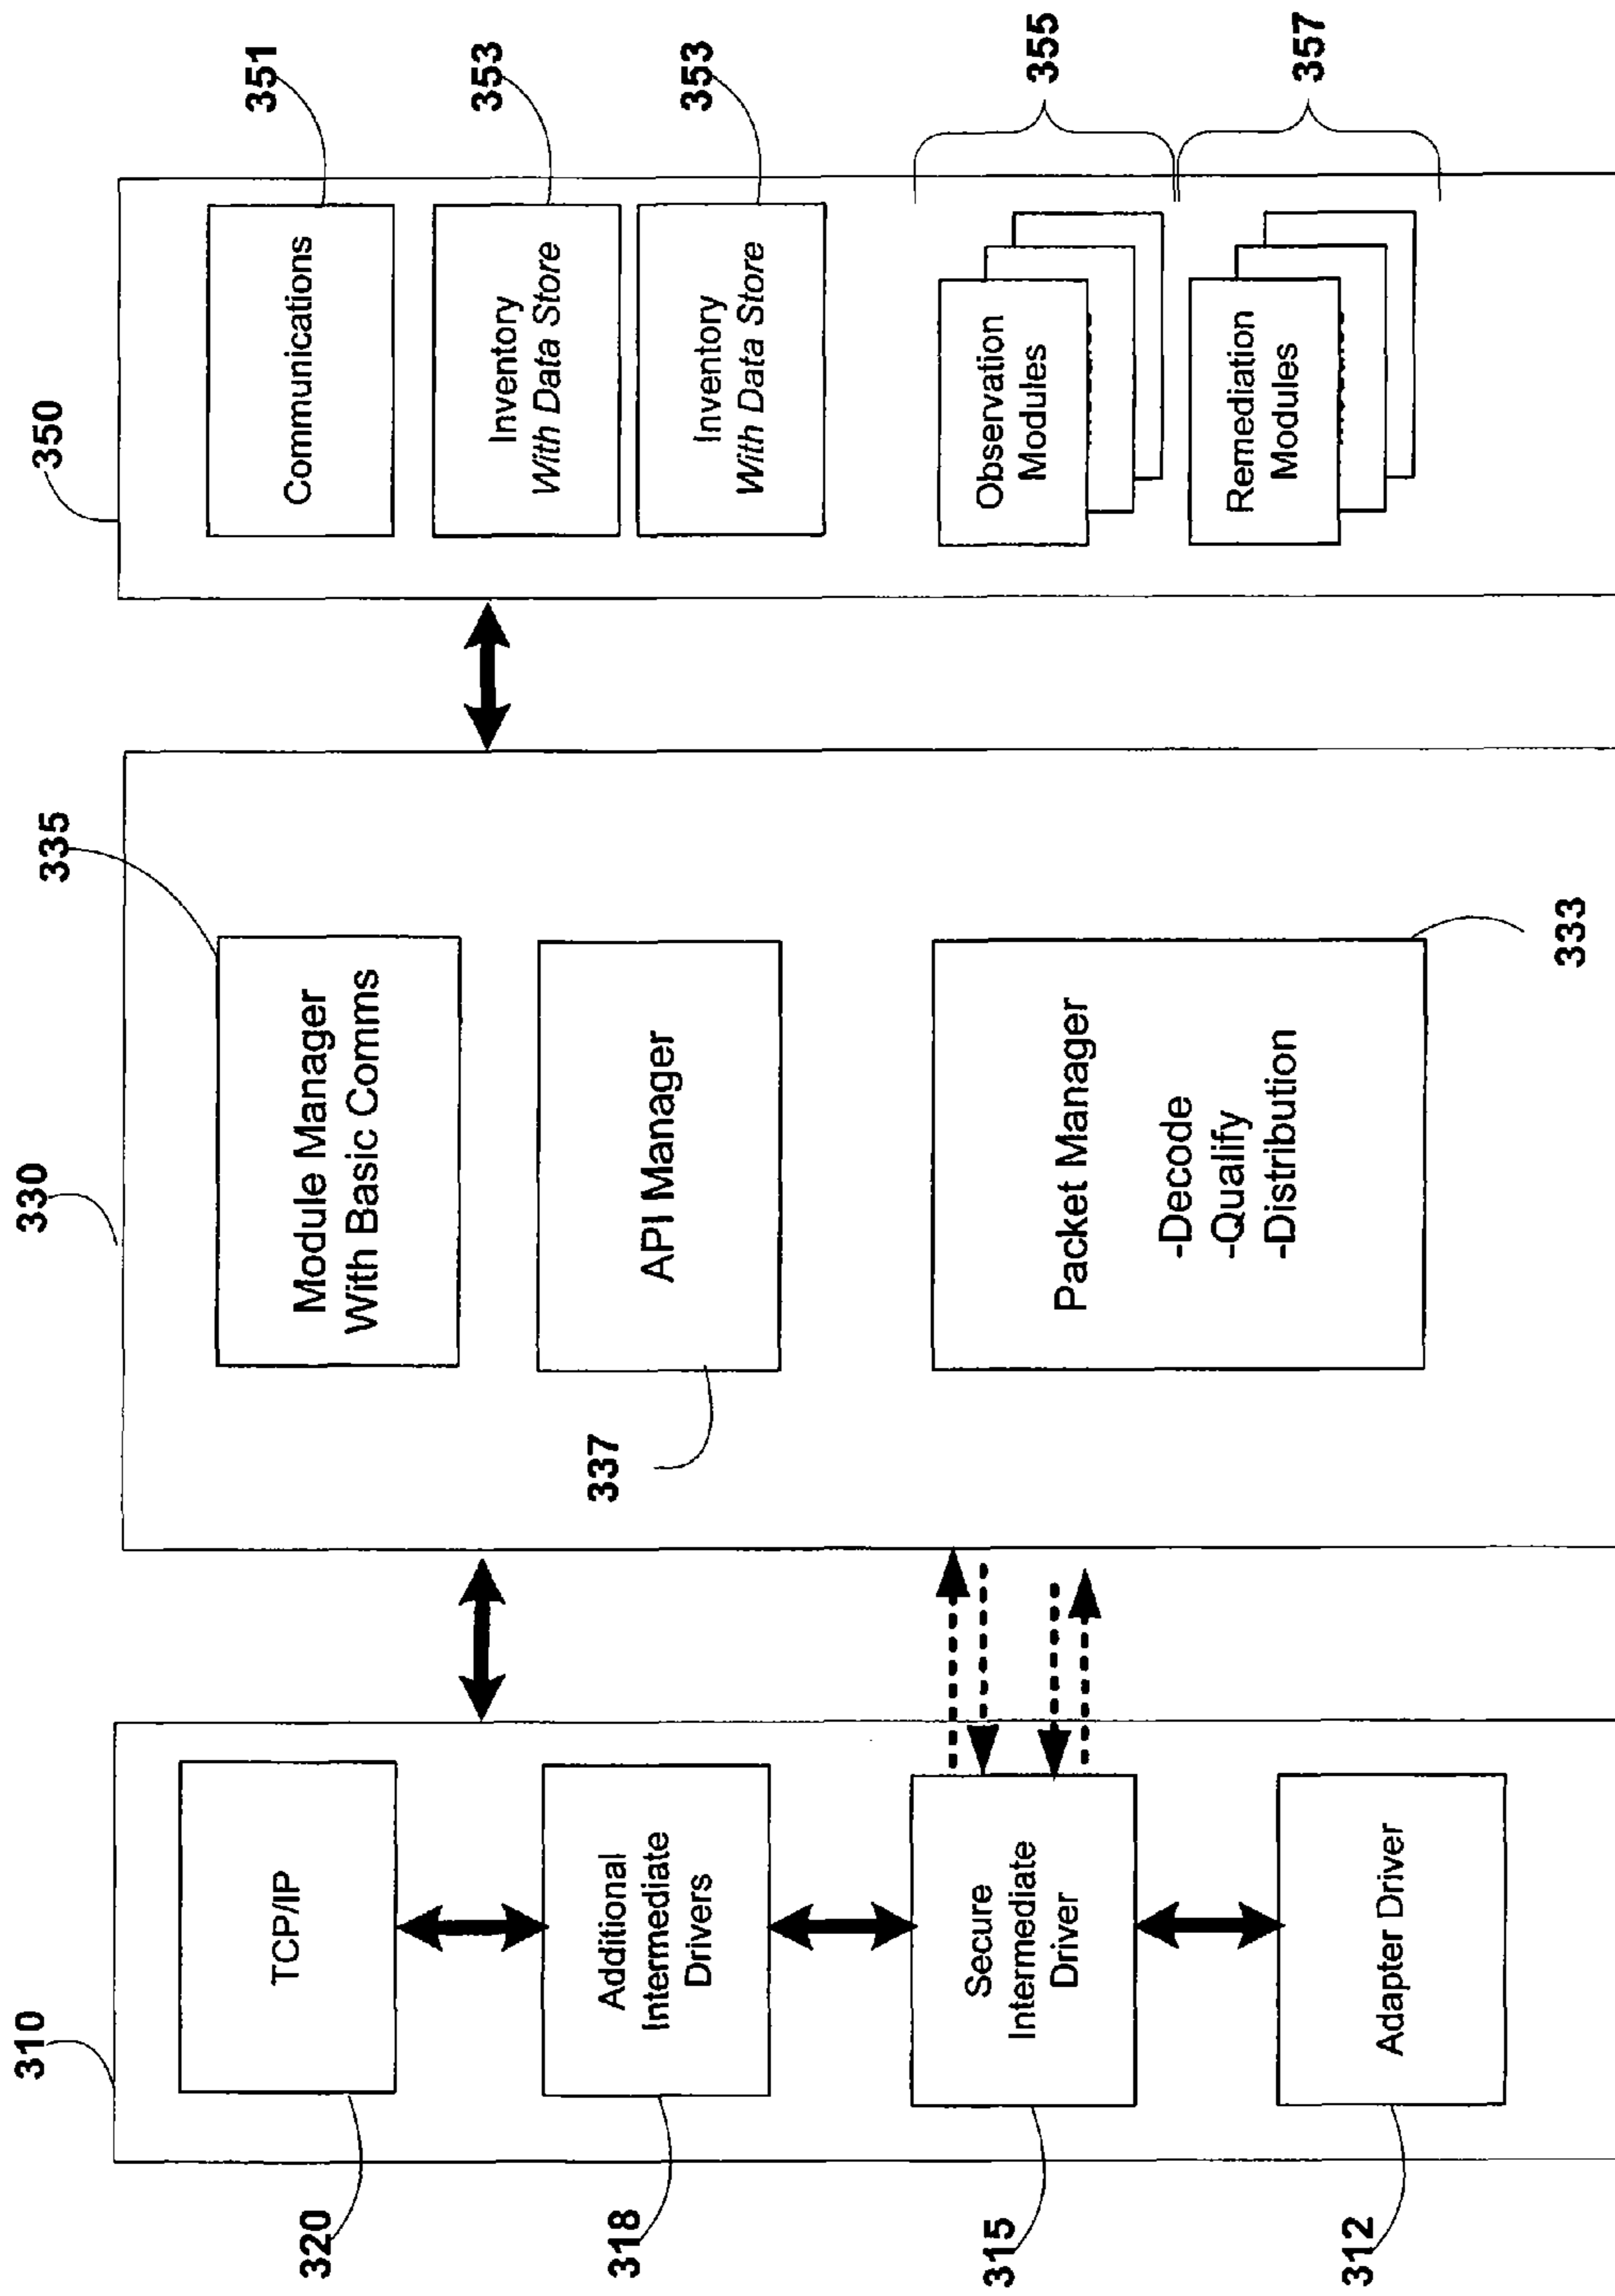 310
TCP/IP
320
Additional
Intermediate
Drivers
318
Secure
Intermediate
Driver
315
Adapter Driver
312
330
335
Module Manager
With Basic Comms
API Manager
337
Packet Manager
-Decode
-Qualify
-Distribution
333
350
Communications
351
Inventory
With Data Store
353
Inventory
With Data Store
353
Observation
Modules
355
Remediation
Modules
357